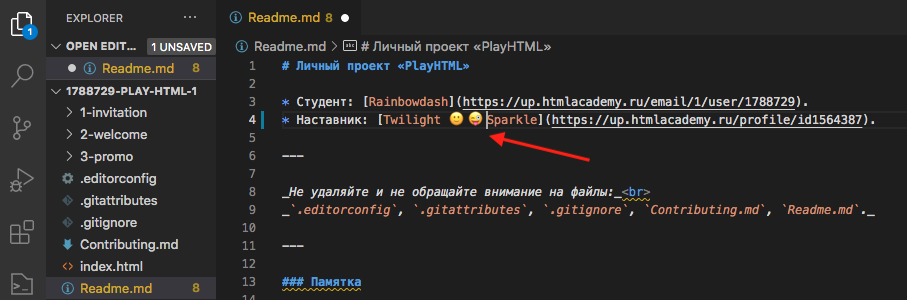 EXPLORER
OPEN EDIT... 1 UNSAVED
Readme.md 8
1788729-PLAY-HTML-1
1-invitation
2-welcome
3-promo
.editorconfig
.gitattributes
.gitignore
Contributing.md
index.html
Readme.md 8
1
Readme.md 8
Readme.md > abc # Личный проект «PlayHTML»
1 # Личный проект «PlayHTML»
2
3 * Студент: [Rainbowdash](https://up.htmlacademy.ru/email/1/user/1788729).
4 * Наставник: [Twilight 🙂 😜 Sparkle](https://up.htmlacademy.ru/profile/id1564387).
5
6 ---
7
8 _Не удаляйте и не обращайте внимание на файлы:_<br>
9 _`.editorconfig`, `.gitattributes`, `.gitignore`, `Contributing.md`, `Readme.md`._
10
11 ---
12
13 ### Памятка